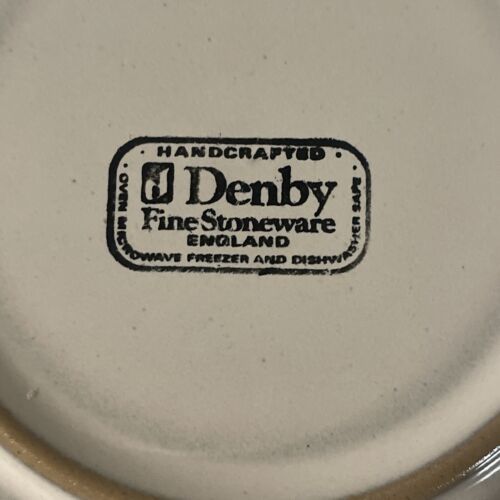 HANDCRAFTED
Denby
Fine Stoneware
ENGLAND
OVEN MICROWAVE FREEZER AND DISHWASHER SAFE